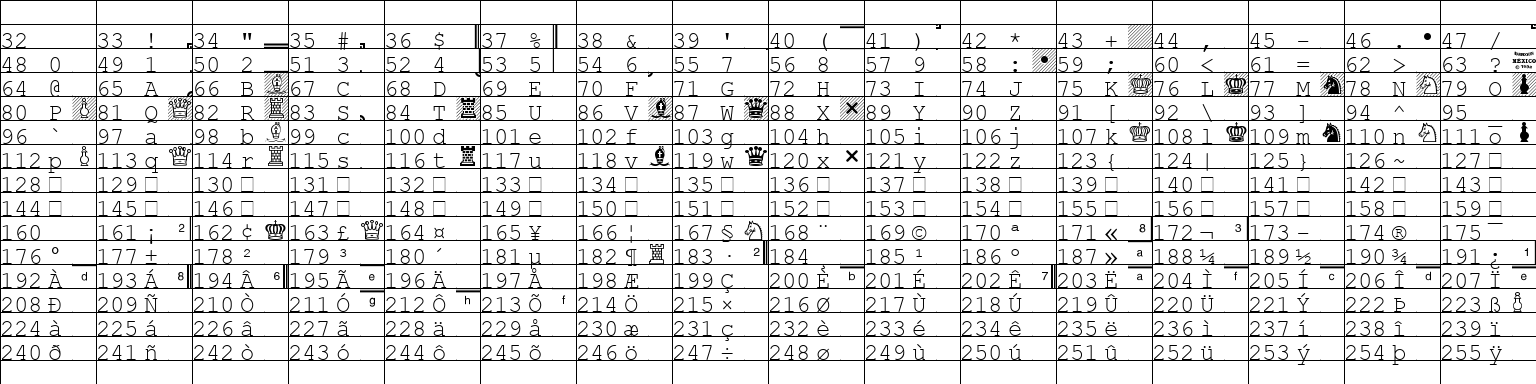 32 33 ! 34 " 35 # 36 $ 37 % 38 & 39 ' 40 ( 41 ) 42 * 43 + 44 , 45 - 46 . 47 /
48 0 49 1 50 2 51 3 52 4 53 5 54 6 55 7 56 8 57 9 58 : 59 ; 60 < 61 = 62 > 63 ? MÉXICO
64 @ 65 A 66 B 67 C 68 D 69 E 70 F 71 G 72 H 73 I 74 J 75 K 76 L 77 M 78 N 79 O
80 P 81 Q 82 R 83 S 84 T 85 U 86 V 87 W 88 X 89 Y 90 Z 91 [ 92 \ 93 ] 94 ^ 95 _
96 ` 97 a 98 b 99 c 100 d 101 e 102 f 103 g 104 h 105 i 106 j 107 k 108 l 109 m 110 n 111 o
112 p 113 q 114 r 115 s 116 t 117 u 118 v 119 w 120 x 121 y 122 z 123 { 124 | 125 } 126 ~ 127 □
128 □ 129 □ 130 □ 131 □ 132 □ 133 □ 134 □ 135 □ 136 □ 137 □ 138 □ 139 □ 140 □ 141 □ 142 □ 143 □
144 □ 145 □ 146 □ 147 □ 148 □ 149 □ 150 □ 151 □ 152 □ 153 □ 154 □ 155 □ 156 □ 157 □ 158 □ 159 □
160 161 ¡ 2 162 ¢ 163 £ 164 ¤ 165 ¥ 166 ¦ 167 § 168 ¨ 169 © 170 ª 171 « 8 172 ¬ 3 173 - 174 ® 175 ¯
176 º 177 ± 178 ² 179 ³ 180 ´ 181 µ 182 ¶ 183 · 2 184 ¸ 185 ¹ 186 º 187 » a 188 ¼ 189 ½ 190 ¾ 191 ¿ 1
192 À d 193 Á 8 194 Â 6 195 Ã e 196 Ä 197 Å 198 Æ 199 Ç 200 È b 201 É 202 Ê 7 203 Ë a 204 Ì f 205 Í c 206 Î d 207 Ï e
208 Ð 209 Ñ 210 Ò 211 Ó g 212 Ô h 213 Õ f 214 Ö 215 × 216 Ø 217 Ù 218 Ú 219 Û 220 Ü 221 Ý 222 Þ 223 ß
224 à 225 á 226 â 227 ã 228 ä 229 å 230 æ 231 ç 232 è 233 é 234 ê 235 ë 236 ì 237 í 238 î 239 ï
240 ð 241 ñ 242 ò 243 ó 244 ô 245 õ 246 ö 247 ÷ 248 ø 249 ù 250 ú 251 û 252 ü 253 ý 254 þ 255 ÿ